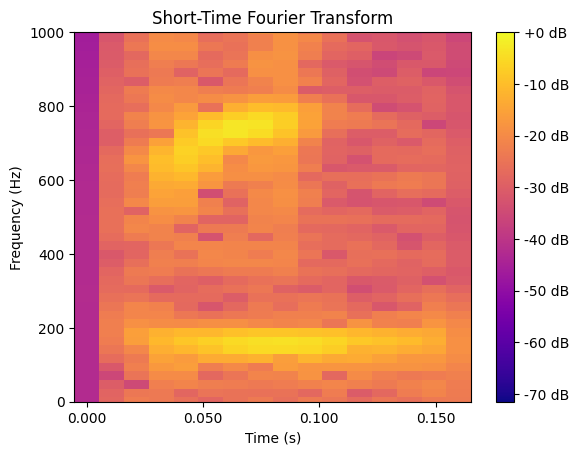 Short-Time Fourier Transform
1000
800
600
400
200
0
Frequency (Hz)
0.000
0.050
0.100
0.150
Time (s)
+0 dB
-10 dB
-20 dB
-30 dB
-40 dB
-50 dB
-60 dB
-70 dB